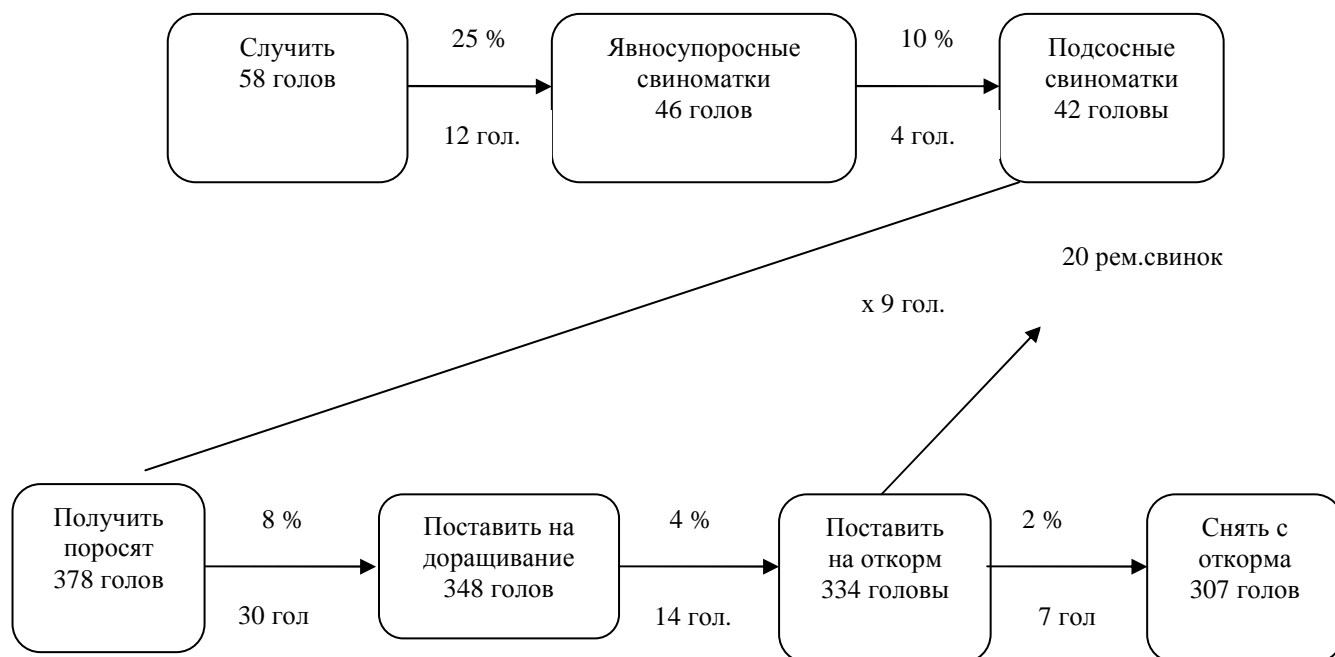 Случить
58 голов
25 %
12 гол.
Явносупоросные
свиноматки
46 голов
10 %
4 гол.
Подсосные
свиноматки
42 головы
20 рем.свинок
х 9 гол.
Получить
поросят
378 голов
8 %
30 гол
Поставить на
доращивание
348 голов
4 %
14 гол.
Поставить
на откорм
334 головы
2 %
7 гол
Снять с
откорма
307 голов